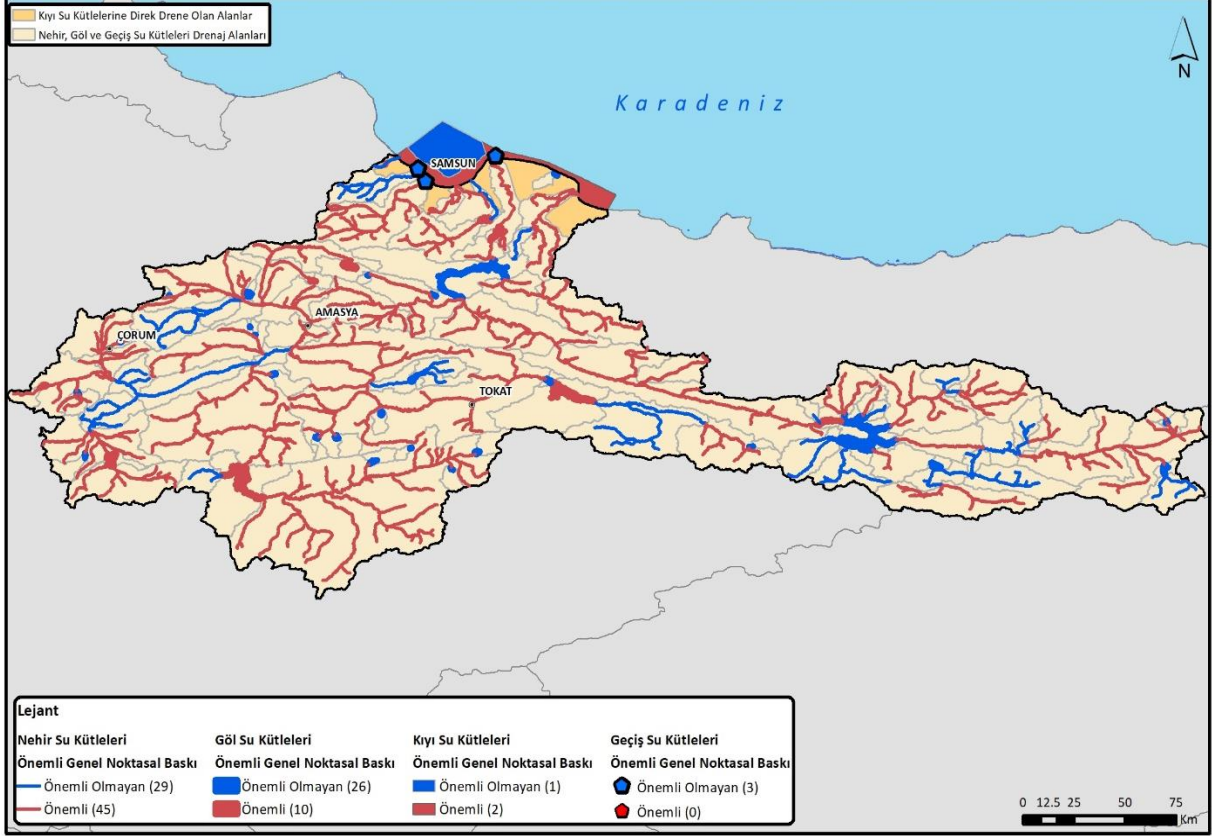 Kıyı Su Kütlelerine Direk Drene Olan Alanlar
Nehir, Göl ve Geçiş Su Kütleleri Drenaj Alanları
N
Karadeniz
SAMSUN
AMASYA
ÇORUM
TOKAT
Lejant
Nehir Su Kütleleri
Önemli Genel Noktasal Baskı
Önemli Olmayan (29)
Önemli (45)
Göl Su Kütleleri
Önemli Genel Noktasal Baskı
Önemli Olmayan (26)
Önemli (10)
Kıyı Su Kütleleri
Önemli Genel Noktasal Baskı
Önemli Olmayan (1)
Önemli (2)
Geçiş Su Kütleleri
Önemli Genel Noktasal Baskı
Önemli Olmayan (3)
Önemli (0)
0 12.5 25 50 75
Km